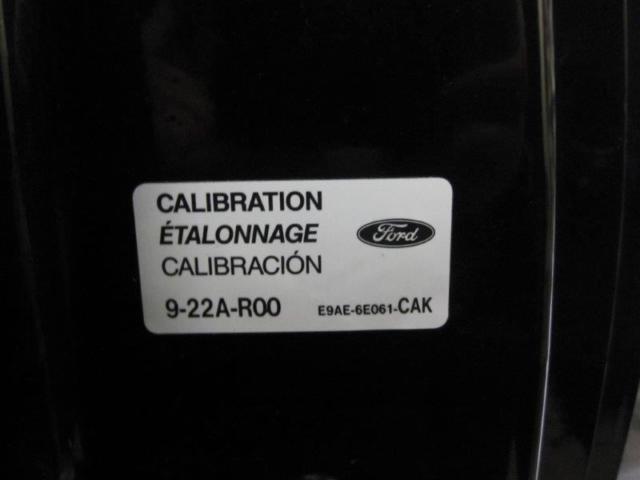 CALIBRATION
ÉTALONNAGE
CALIBRACIÓN
Ford
9-22A-R00 E9AE-6E061-CAK